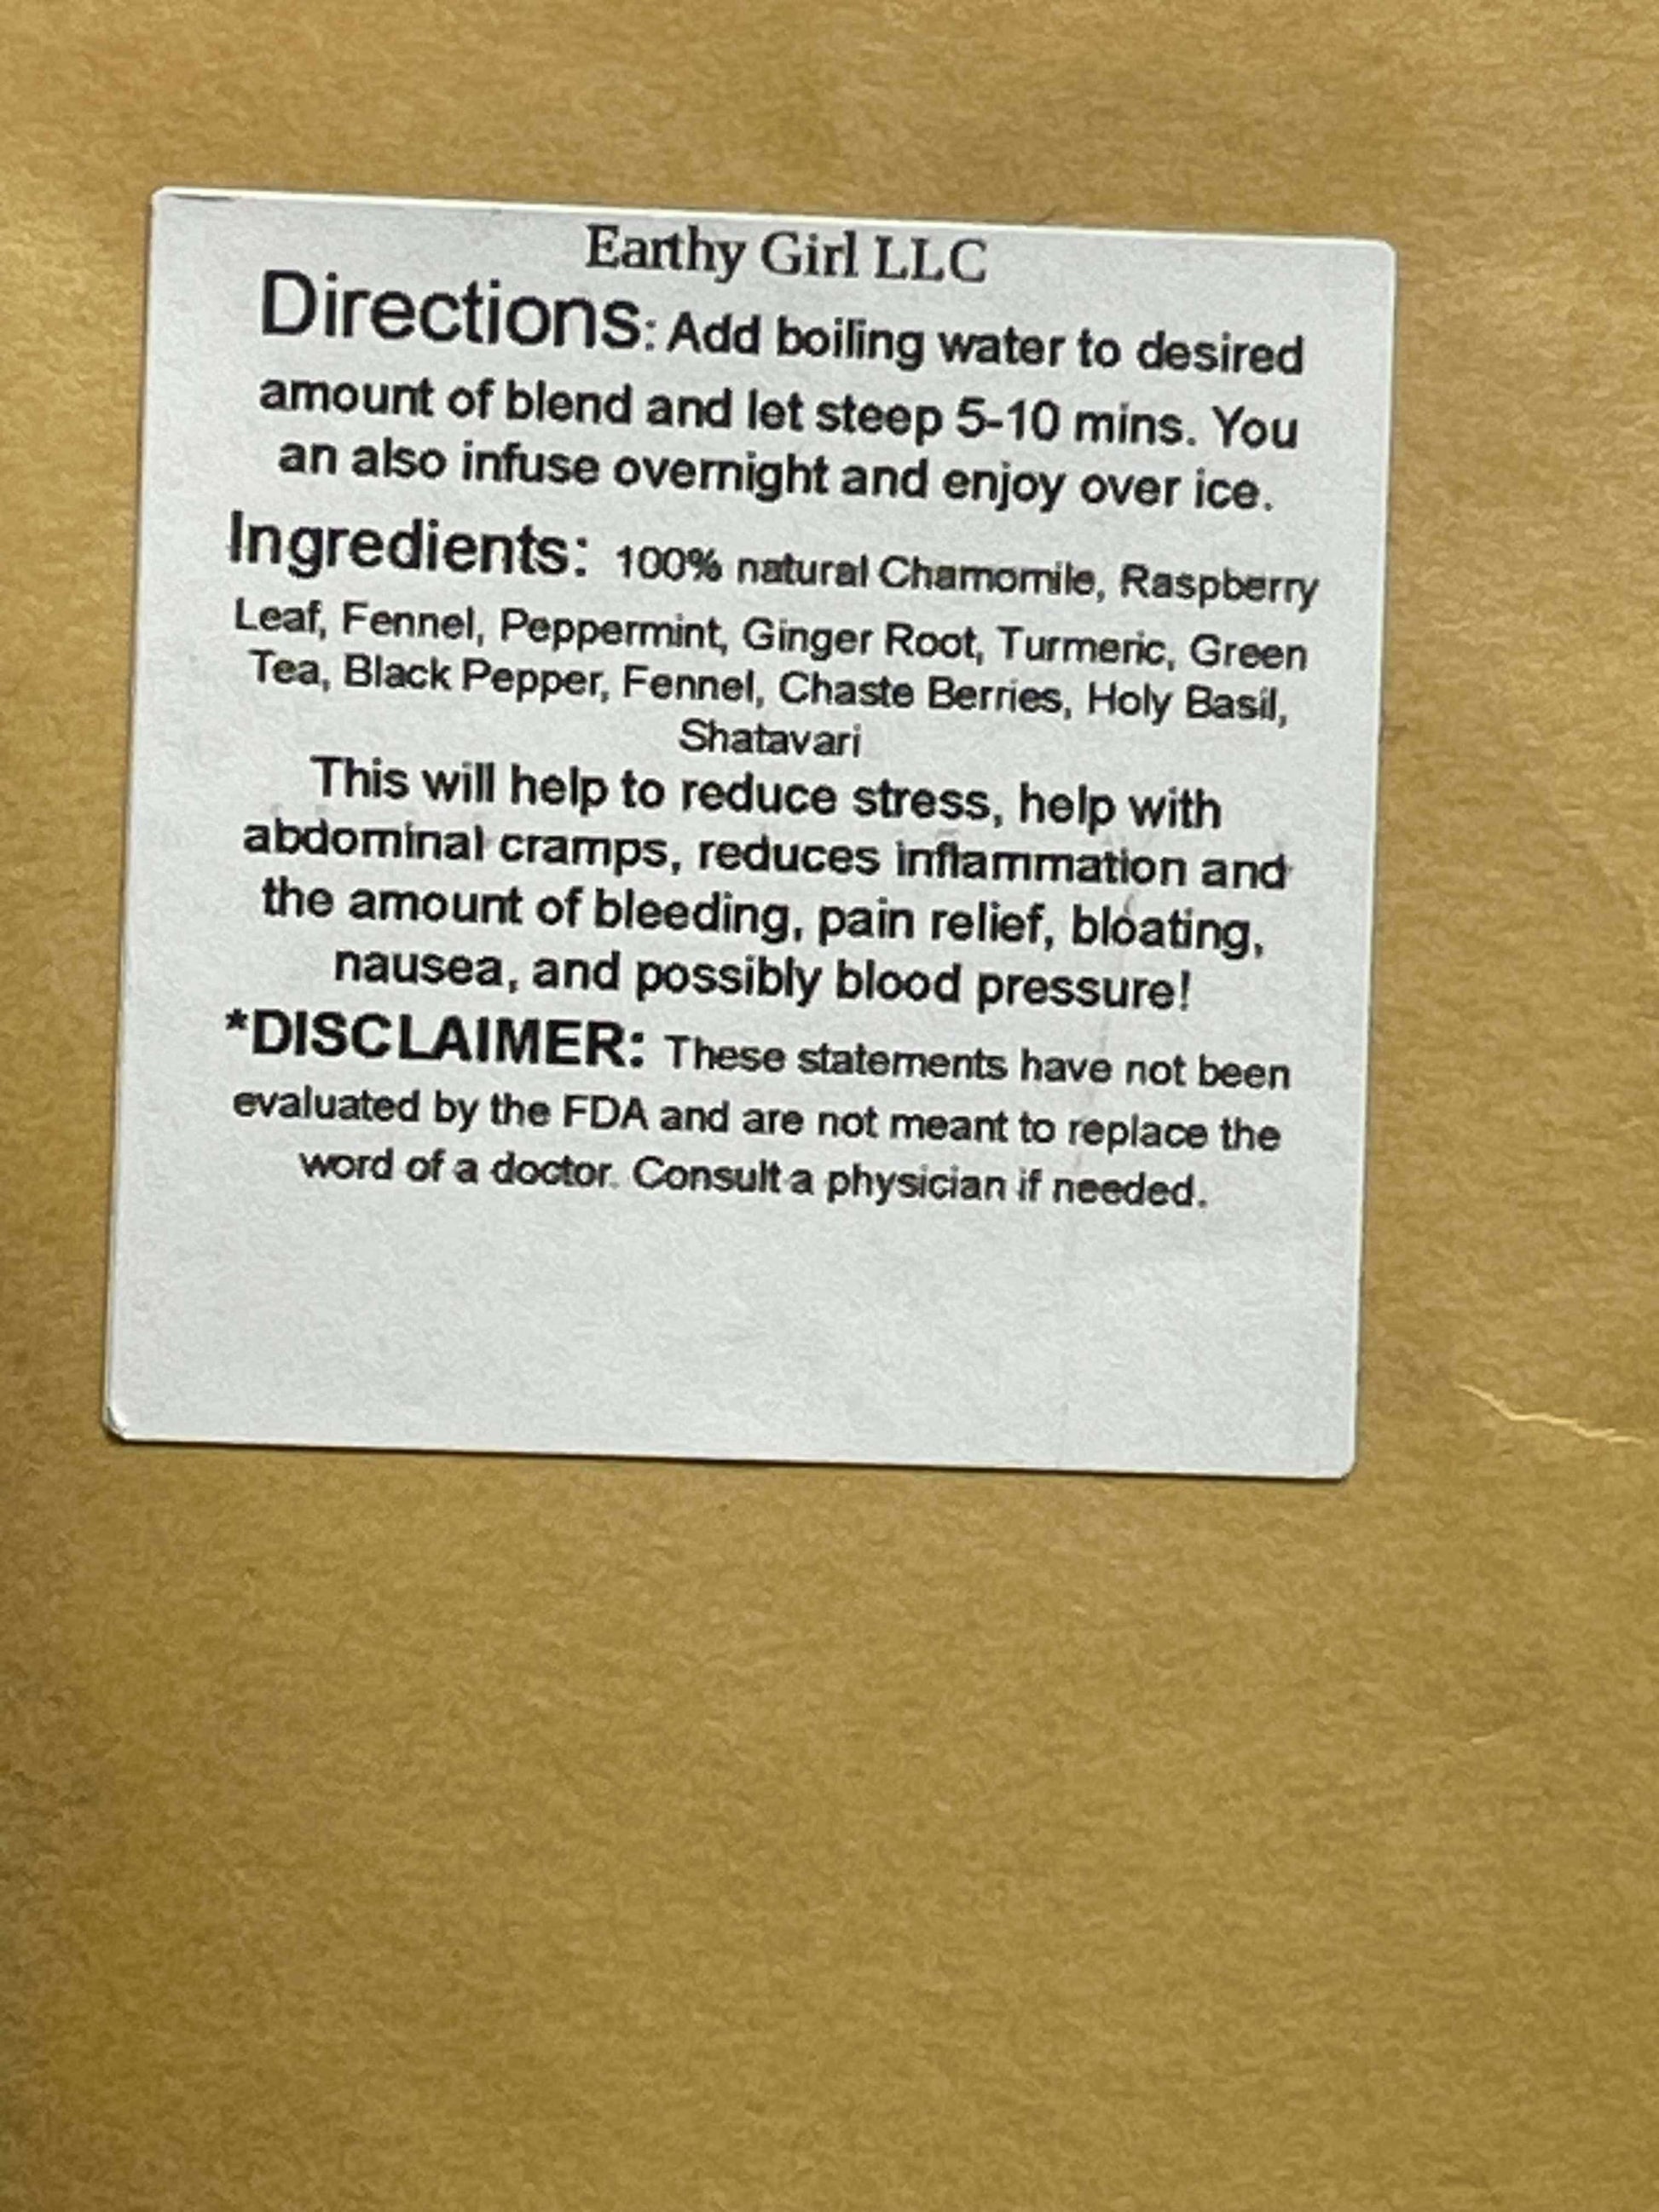 Earthy Girl LLC
Directions: Add boiling water to desired
amount of blend and let steep 5-10 mins. You
an also infuse overnight and enjoy over ice.
Ingredients: 100% natural Chamomile, Raspberry
Leaf, Fennel, Peppermint, Ginger Root, Turmeric, Green
Tea, Black Pepper, Fennel, Chaste Berries, Holy Basil,
Shatavari
This will help to reduce stress, help with
abdominal cramps, reduces inflammation and
the amount of bleeding, pain relief, bloating,
nausea, and possibly blood pressure!
*DISCLAIMER: These statements have not been
evaluated by the FDA and are not meant to replace the
word of a doctor. Consult a physician if needed.